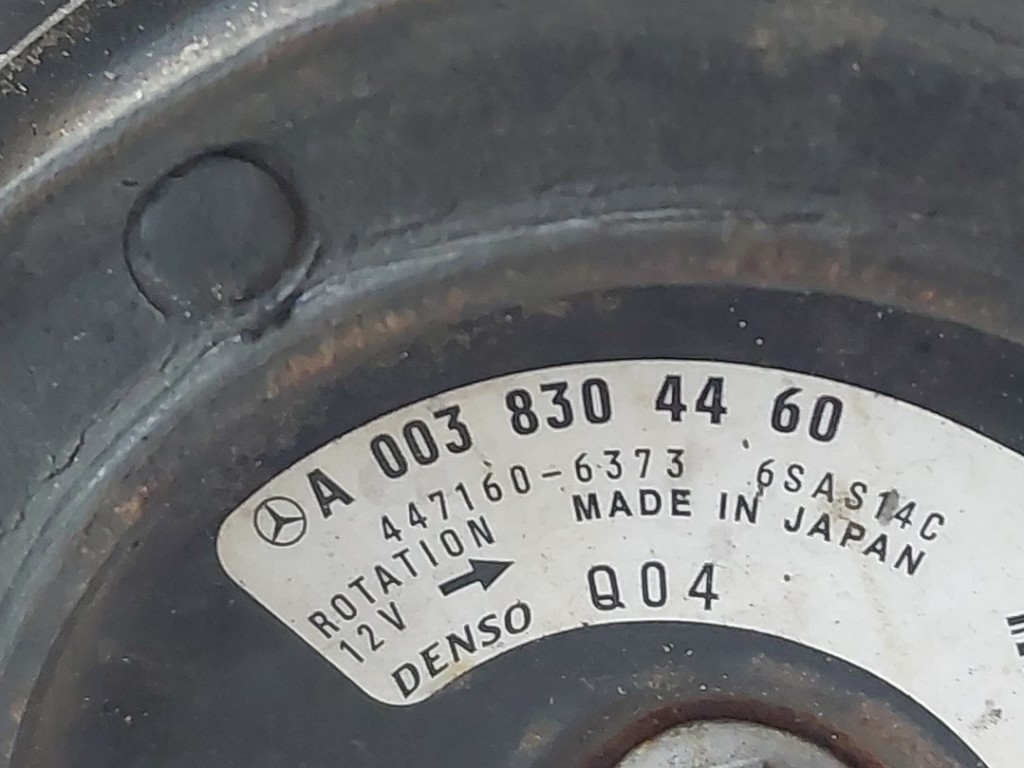 A 003 830 44 60
447160-6373 6SAS14C
ROTATION MADE IN JAPAN
12V
DENSO Q04